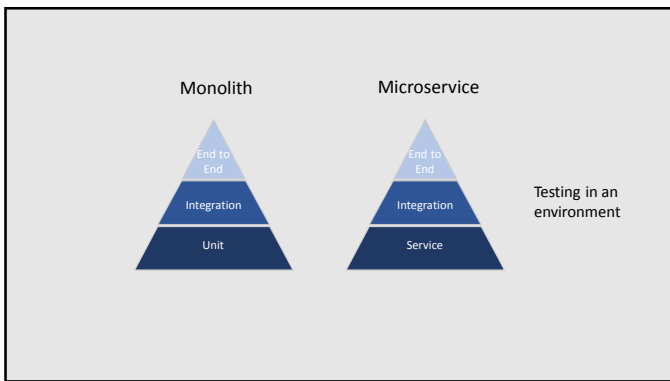 Monolith
Microservice
End to
End
Integration
Unit
End to
End
Integration
Service
Testing in an
environment